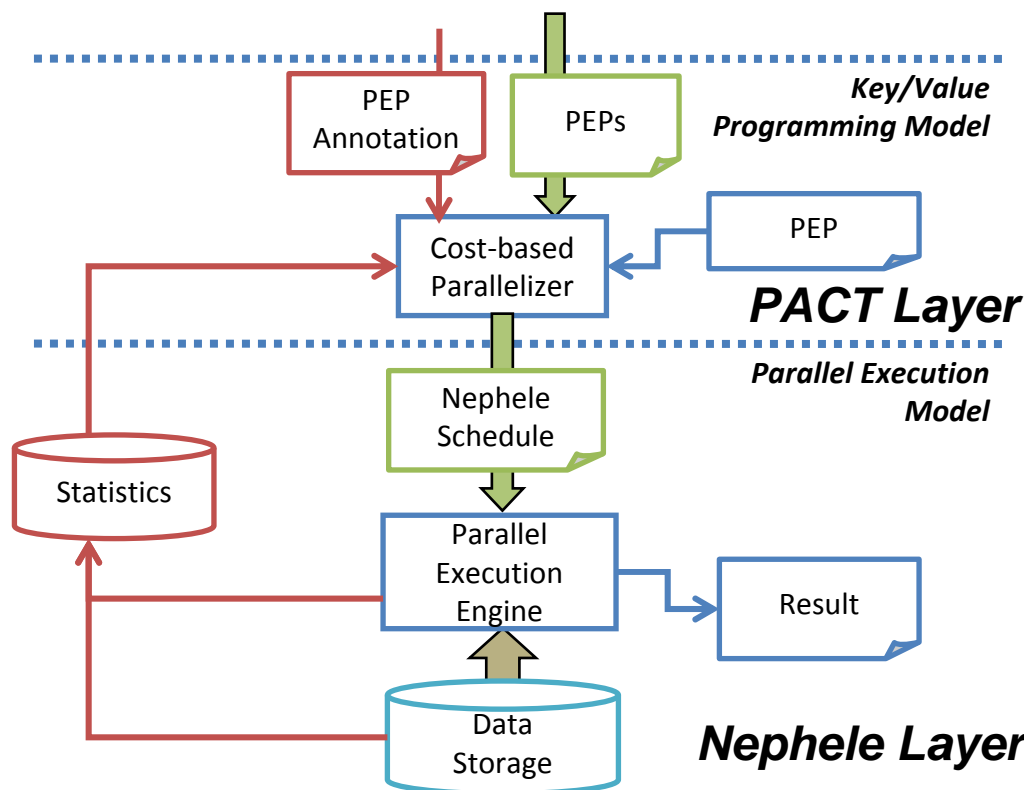 PEP
Annotation
PEPs
Key/Value
Programming Model
Cost-based
Parallelizer
PEP
PACT Layer
Parallel Execution
Model
Nephele
Schedule
Statistics
Parallel
Execution
Engine
Result
Data
Storage
Nephele Layer